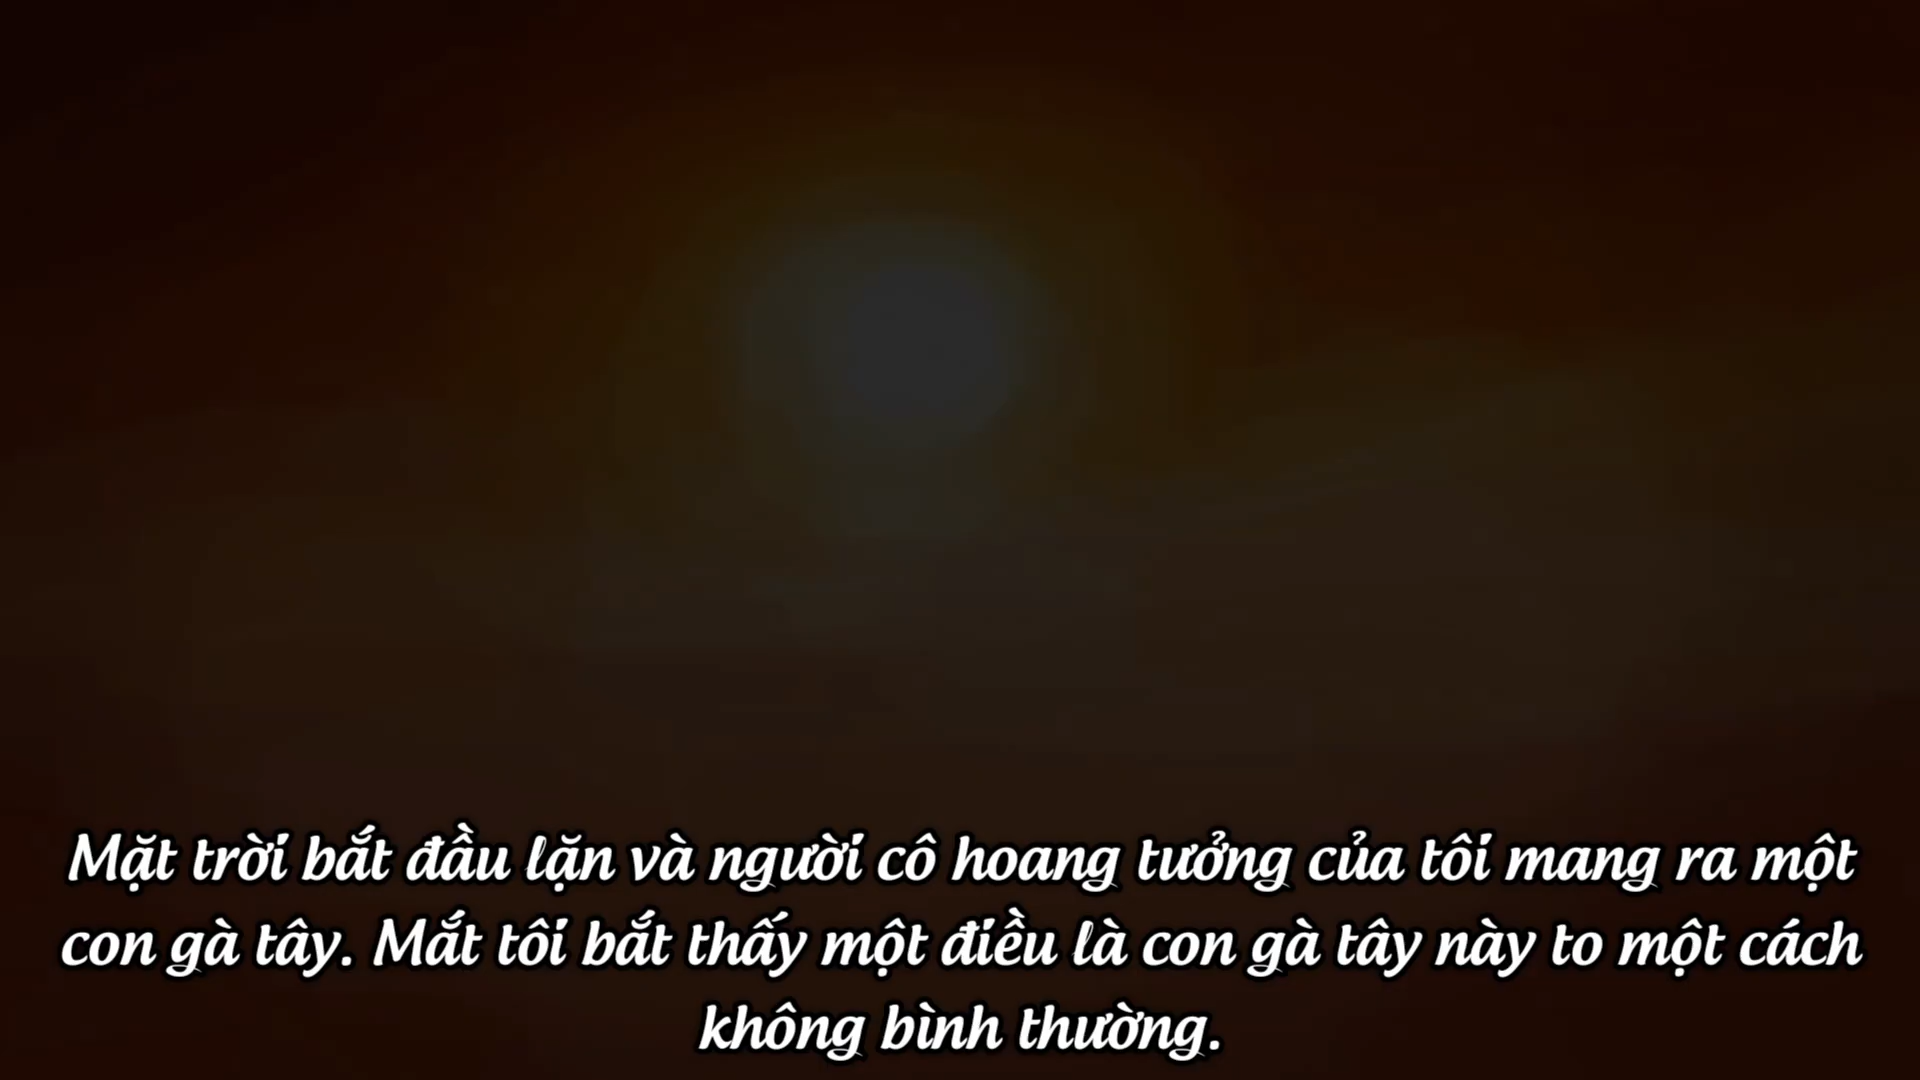 Mặt trời bắt đầu lặn và người cô hoang tưởng của tôi mang ra một
con gà tây. Mắt tôi bắt thấy một điều là con gà tây này to một cách
không bình thường.